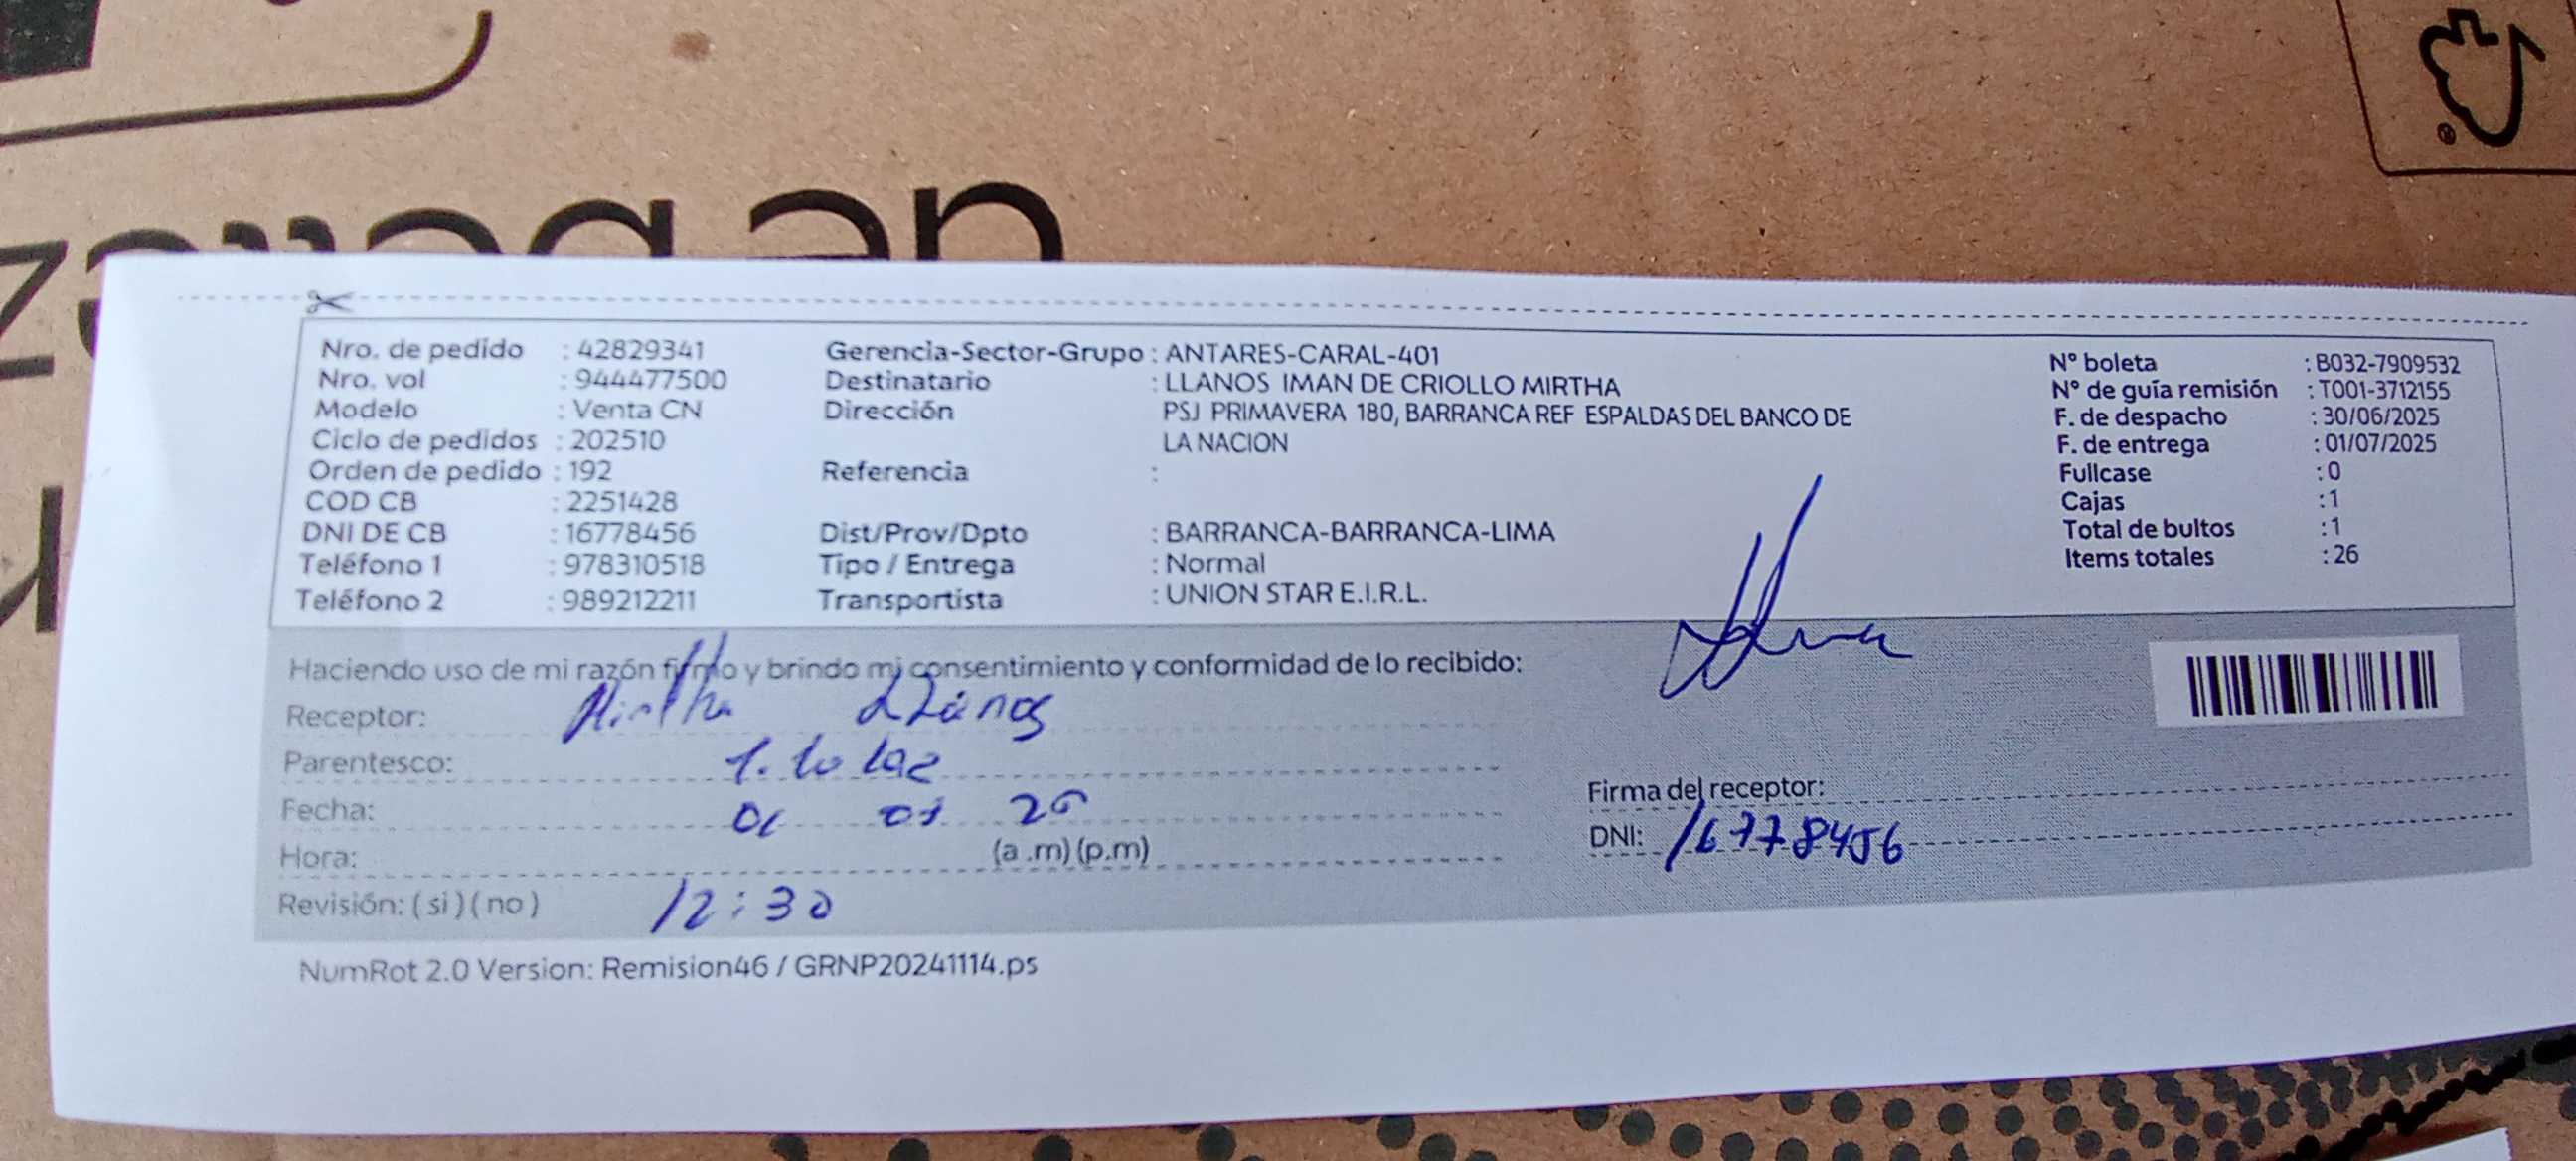 Nro. de pedido : 42829341
Nro. vol : 944477500
Modelo : Venta CN
Ciclo de pedidos : 202510
Orden de pedido : 192
COD CB : 2251428
DNI DE CB : 16778456
Teléfono 1 : 978310518
Teléfono 2 : 989212211
Gerencia-Sector-Grupo : ANTARES-CARAL-401
Destinatario : LLANOS IMAN DE CRIOLLO MIRTHA
Dirección PSJ PRIMAVERA 180, BARRANCA REF ESPALDAS DEL BANCO DE
LA NACION
Referencia :
Dist/Prov/Dpto : BARRANCA-BARRANCA-LIMA
Tipo / Entrega : Normal
Transportista : UNION STAR E.I.R.L.
N° boleta : B032-7909532
N° de guía remisión : T001-3712155
F. de despacho : 30/06/2025
F. de entrega : 01/07/2025
Fullcase : 0
Cajas : 1
Total de bultos : 1
Items totales : 26
Haciendo uso de mi razón firmo y brindo mi consentimiento y conformidad de lo recibido:
Receptor: Mirtha Llanos
Parentesco:
Fecha:
Hora: (a .m) (p.m)
Revisión: ( si ) ( no ) 12:30
Firma del receptor:
DNI: 16778456
NumRot 2.0 Version: Remision46 / GRNP20241114.ps